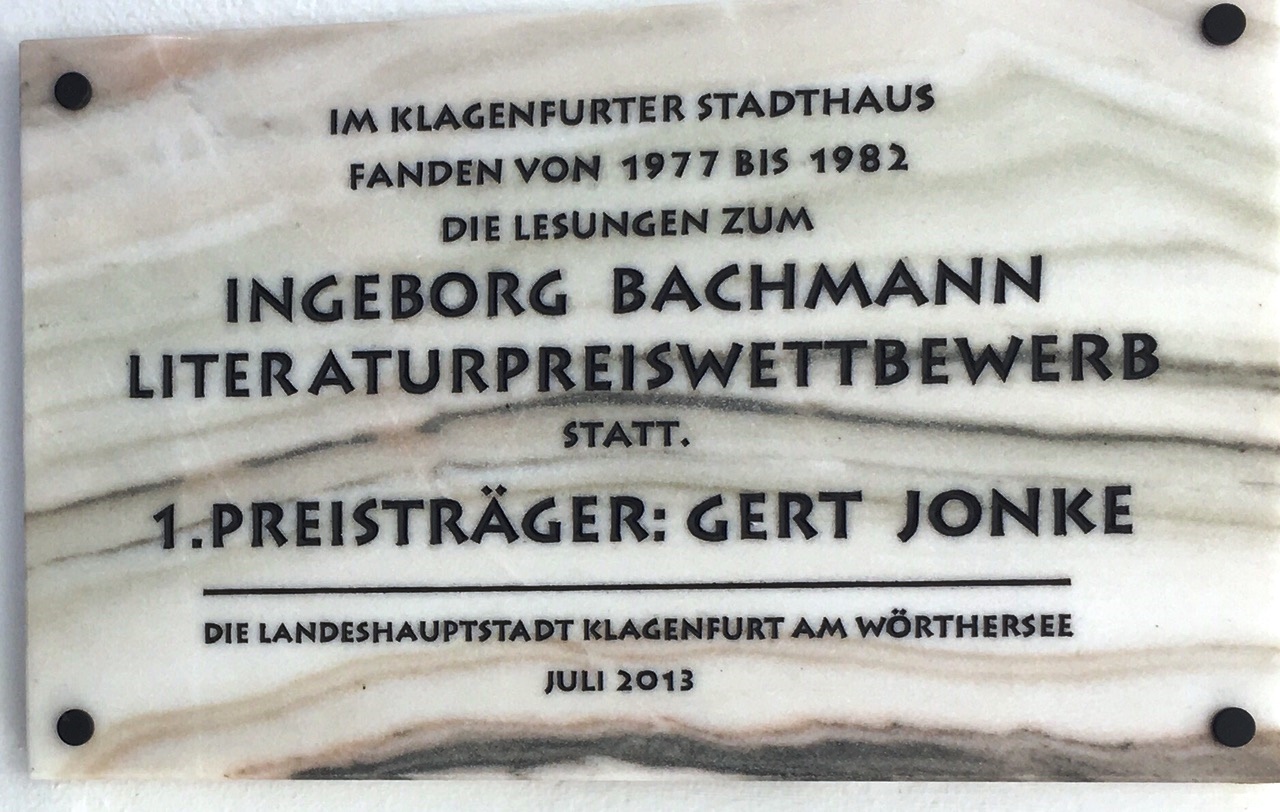 IM KLAGENFURTER STADTHAUS
FANDEN VON 1977 BIS 1982
DIE LESUNGEN ZUM
INGEBORG BACHMANN
LITERATURPREISWETTBEWERB
STATT.
1.PREISTRÄGER: GERT JONKE
DIE LANDESHAUPTSTADT KLAGENFURT AM WÖRTHERSEE
JULI 2013